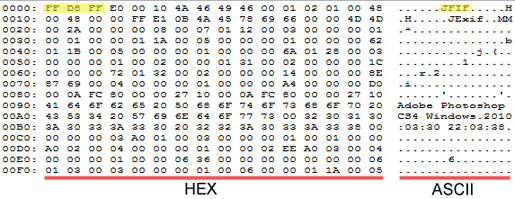 0000: FF D8 FF E0 00 10 4A 46 49 46 00 01 02 01 00 48 ......JFIF.....H
0010: 00 48 00 00 FF E1 0B 4A 45 78 69 66 00 00 4D 4D .H.....JExif..MM
0020: 00 2A 00 00 00 08 00 07 01 12 00 03 00 00 00 01 .*..............
0030: 00 01 00 00 01 1A 00 05 00 00 00 01 00 00 00 62 ...............b
0040: 01 1B 00 05 00 00 00 01 00 00 00 6A 01 28 00 03 ...........j.(..
0050: 00 00 00 01 00 02 00 00 01 31 00 02 00 00 00 1C .........1......
0060: 00 00 00 72 01 32 00 02 00 00 00 14 00 00 00 8E ...r.2..........
0070: 87 69 00 04 00 00 00 01 00 00 00 A4 00 00 00 D0 .i..............
0080: 00 0A FC 80 00 00 27 10 00 0A FC 80 00 00 27 10 ......'.......'.
0090: 41 64 6F 62 65 20 50 68 6F 74 6F 73 68 6F 70 20 Adobe Photoshop
00A0: 43 53 34 20 57 69 6E 64 6F 77 73 00 32 30 31 30 CS4 Windows.2010
00B0: 3A 30 33 3A 33 30 20 32 32 3A 30 33 3A 33 38 00 :03:30 22:03:38.
00C0: 00 00 00 03 A0 01 00 03 00 00 00 01 00 01 00 00 ................
00D0: A0 02 00 04 00 00 00 01 00 00 02 EE A0 03 00 04 ................
00E0: 00 00 00 01 00 00 06 36 00 00 00 00 00 00 00 06 .......6........
00F0: 01 03 00 03 00 00 00 01 00 06 00 00 01 1A 00 05 ................
HEX ASCII